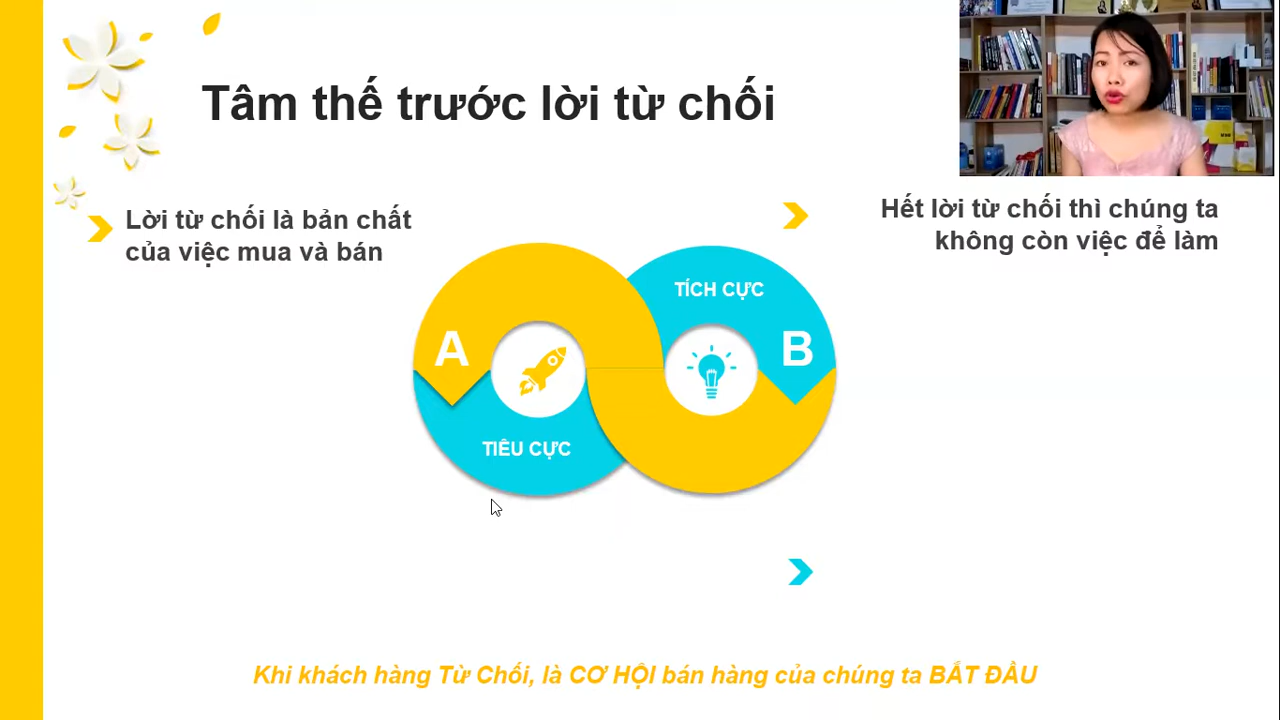 Tâm thế trước lời từ chối
Lời từ chối là bản chất
của việc mua và bán
Hết lời từ chối thì chúng ta
không còn việc để làm
TÍCH CỰC
A
B
TIÊU CỰC
Khi khách hàng Từ Chối, là CƠ HỘI bán hàng của chúng ta BẮT ĐẦU